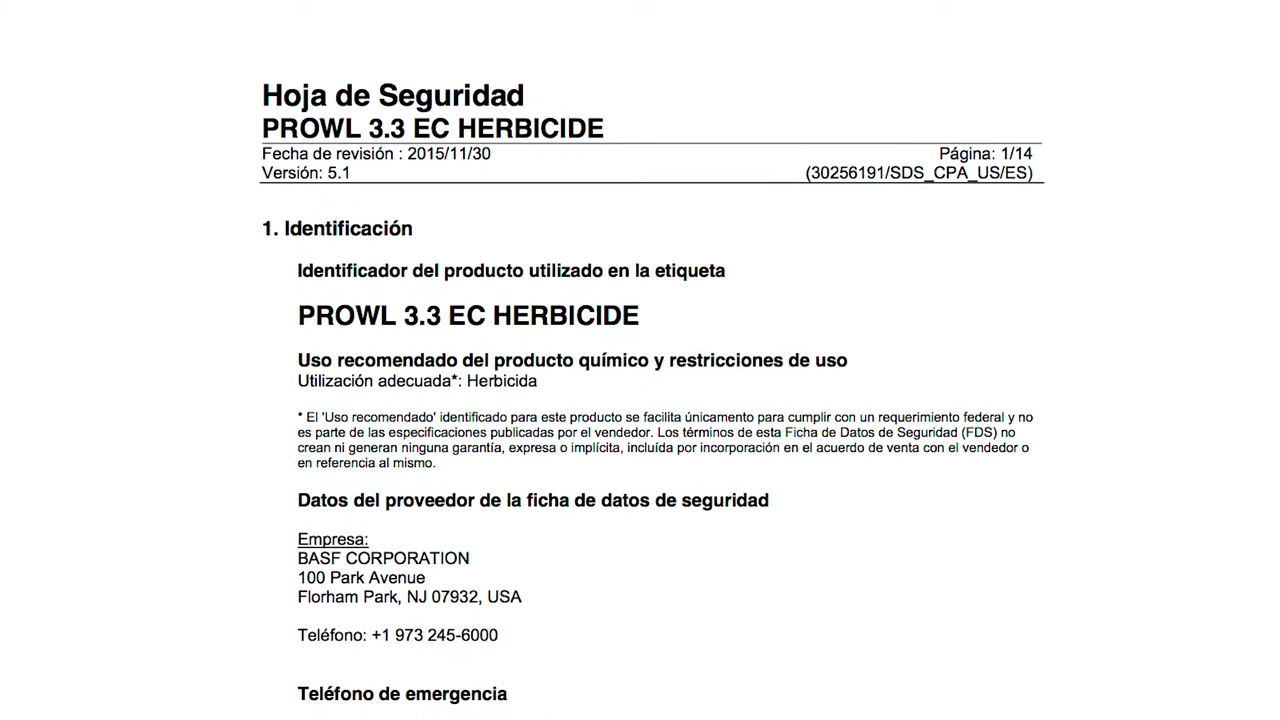 Hoja de Seguridad
PROWL 3.3 EC HERBICIDE
Fecha de revisión : 2015/11/30 Página: 1/14
Versión: 5.1 (30256191/SDS_CPA_US/ES)
1. Identificación
Identificador del producto utilizado en la etiqueta
PROWL 3.3 EC HERBICIDE
Uso recomendado del producto químico y restricciones de uso
Utilización adecuada*: Herbicida
* El 'Uso recomendado' identificado para este producto se facilita únicamento para cumplir con un requerimiento federal y no
es parte de las especificaciones publicadas por el vendedor. Los términos de esta Ficha de Datos de Seguridad (FDS) no
crean ni generan ninguna garantía, expresa o implícita, incluída por incorporación en el acuerdo de venta con el vendedor o
en referencia al mismo.
Datos del proveedor de la ficha de datos de seguridad
Empresa:
BASF CORPORATION
100 Park Avenue
Florham Park, NJ 07932, USA
Teléfono: +1 973 245-6000
Teléfono de emergencia